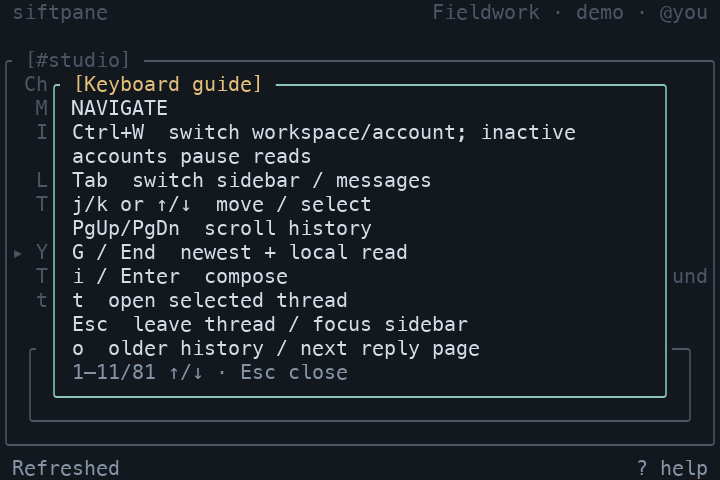 siftpane Fieldwork · demo · @you
[#studio]
Ch
[Keyboard guide]
M
NAVIGATE
I
Ctrl+W  switch workspace/account; inactive
accounts pause reads
L
Tab  switch sidebar / messages
T
j/k or ↑/↓  move / select
PgUp/PgDn  scroll history
▸ Y
G / End  newest + local read
T
i / Enter  compose
und
t
t  open selected thread
Esc  leave thread / focus sidebar
o  older history / next reply page
1–11/81 ↑/↓ · Esc close
Refreshed ? help